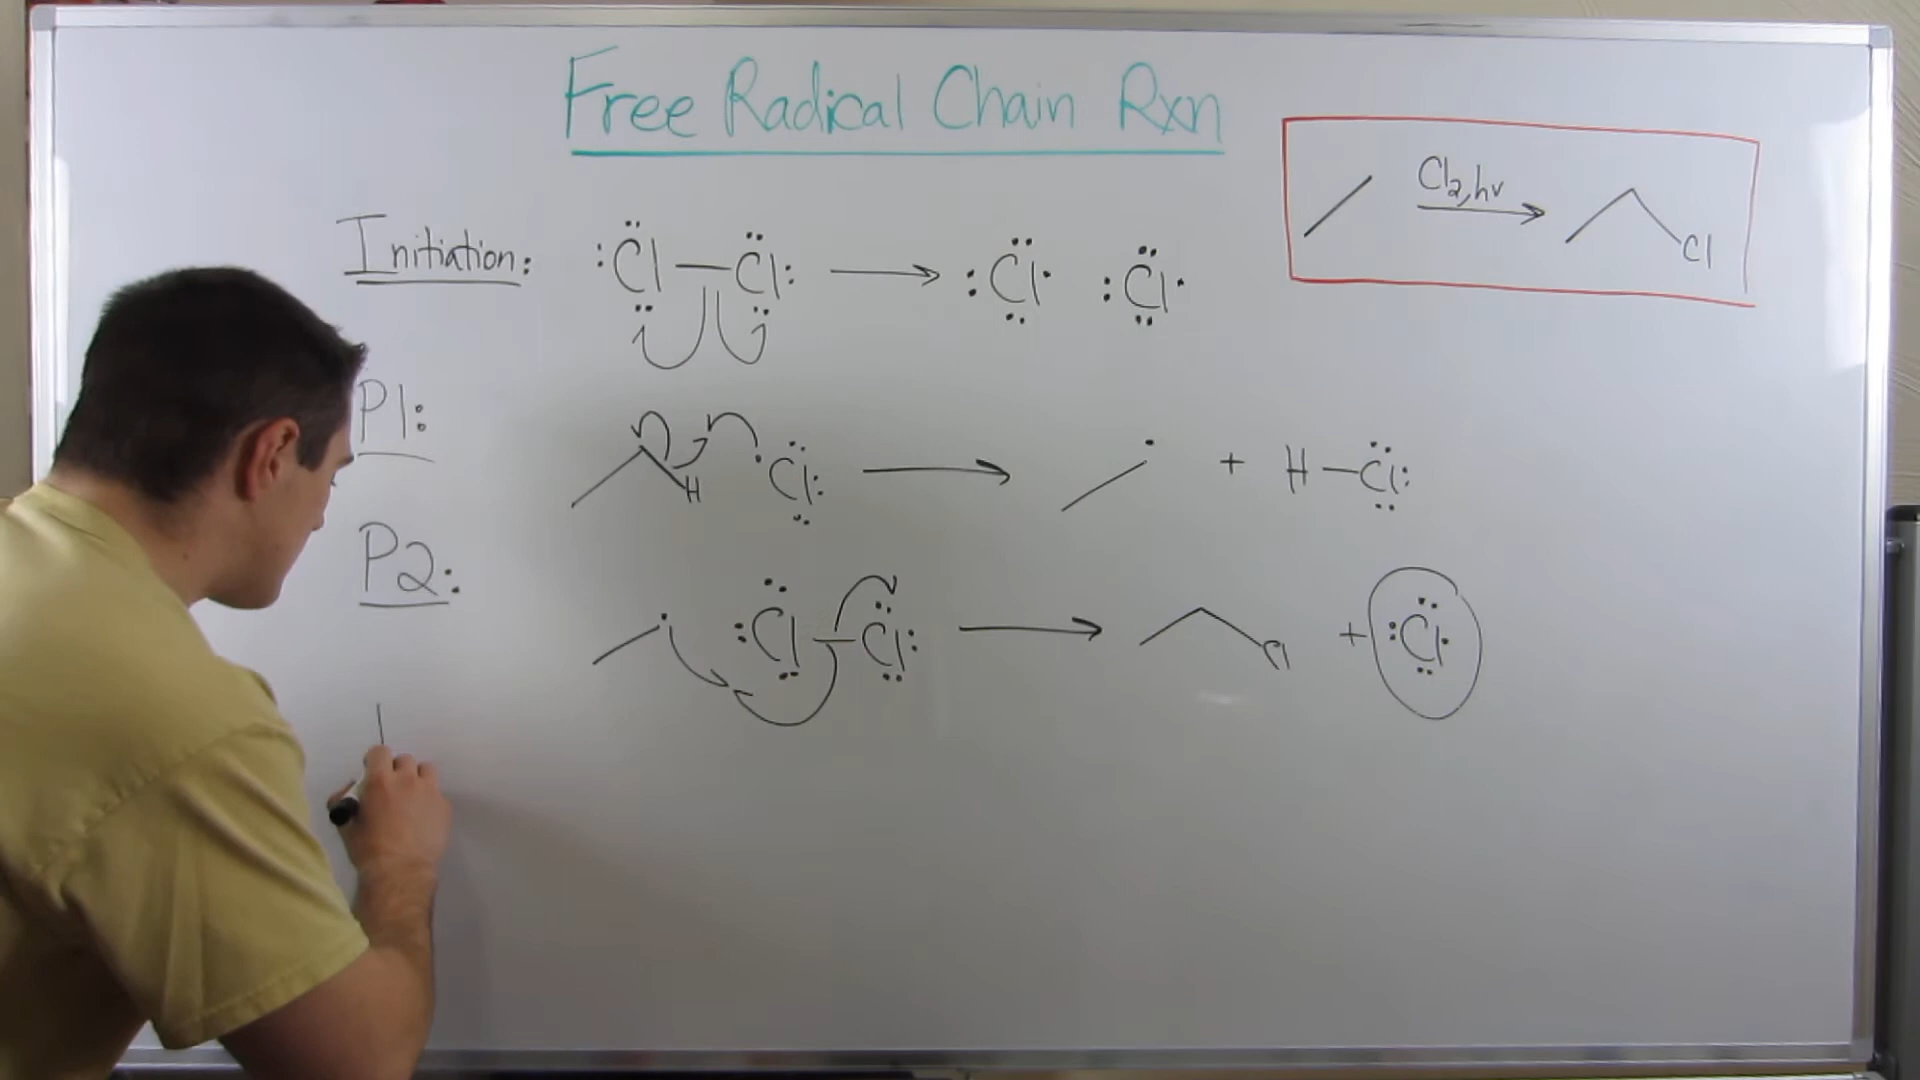 Free Radical Chain Rxn
Cl2, hv
Cl
Initiation: :Cl—Cl: → :Cl· :Cl·
P1:
H ·Cl: → · + H—Cl:
P2:
· :Cl—Cl: → Cl + :Cl·